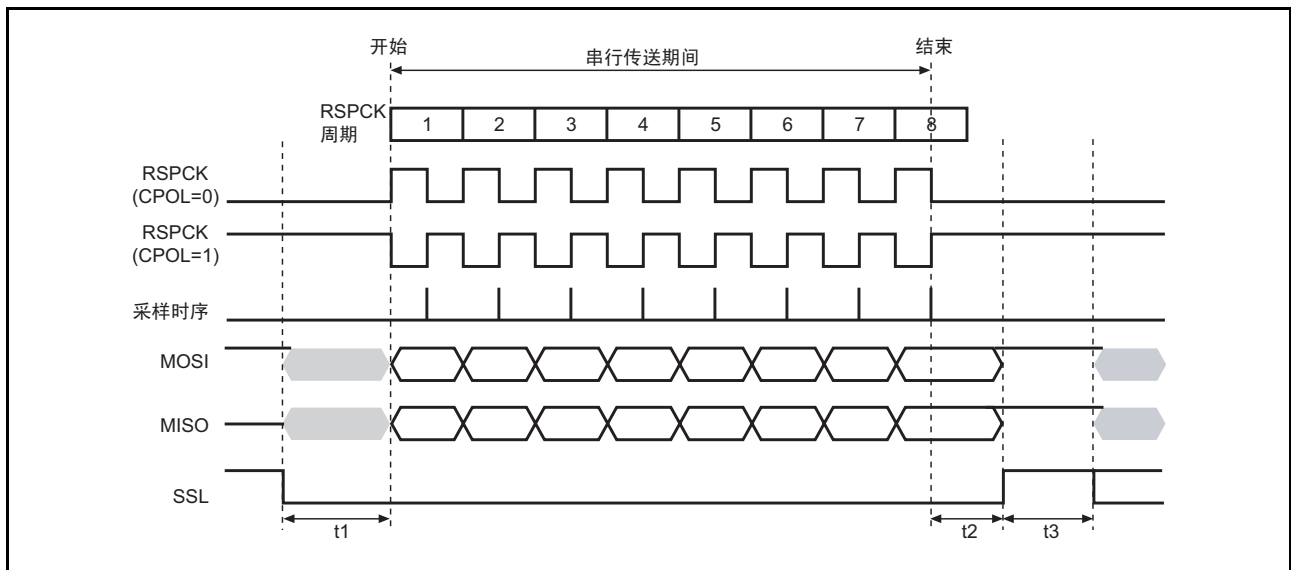 开始
串行传送期间
结束
RSPCK
周期
1 2 3 4 5 6 7 8
RSPCK
(CPOL=0)
RSPCK
(CPOL=1)
采样时序
MOSI
MISO
SSL
t1
t2
t3